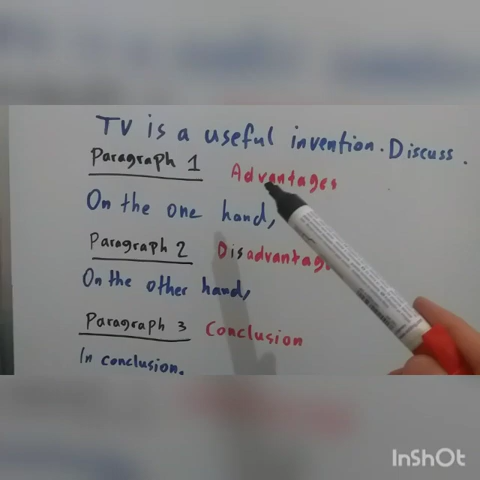 TV is a useful invention. Discuss.
Paragraph 1 Advantages
On the one hand,
Paragraph 2 Disadvantag
On the other hand,
Paragraph 3 Conclusion
In conclusion.
InShOt